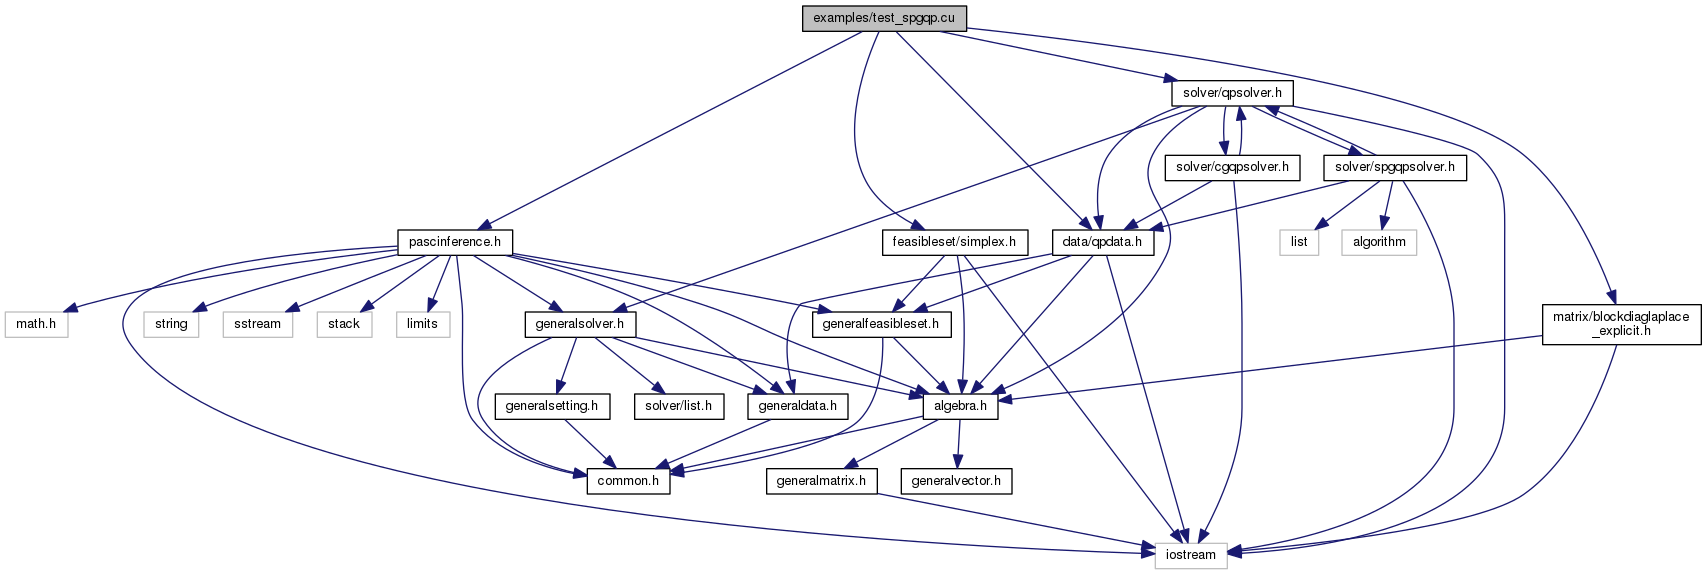 examples/test_spgqp.cu
solver/qpsolver.h
solver/cgqpsolver.h
solver/spgqpsolver.h
pascinference.h
feasibleset/simplex.h
data/qpdata.h
list
algorithm
math.h
string
sstream
stack
limits
generalsolver.h
generalfeasibleset.h
matrix/blockdiaglaplace
_explicit.h
generalsetting.h
solver/list.h
generaldata.h
algebra.h
common.h
generalmatrix.h
generalvector.h
iostream